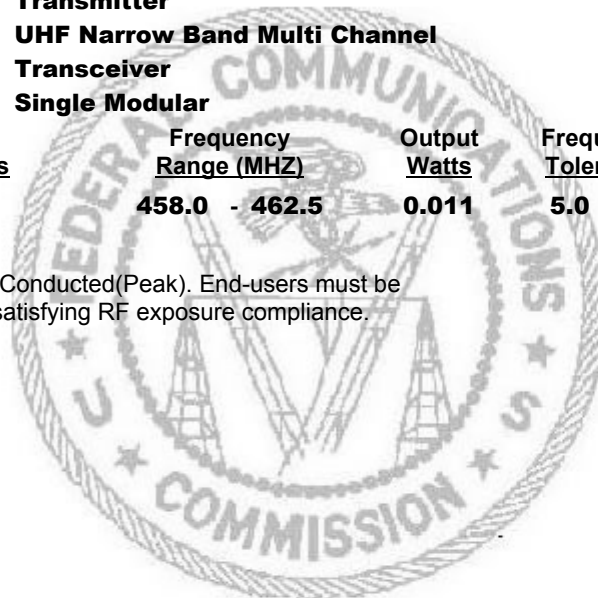 Transmitter
UHF Narrow Band Multi Channel
Transceiver
Single Modular
Frequency Output
Range (MHZ) Watts
458.0 - 462.5 0.011 5.0
Conducted(Peak). End-users must be
satisfying RF exposure compliance.
FEDERAL COMMUNICATIONS
COMMISSION
U S